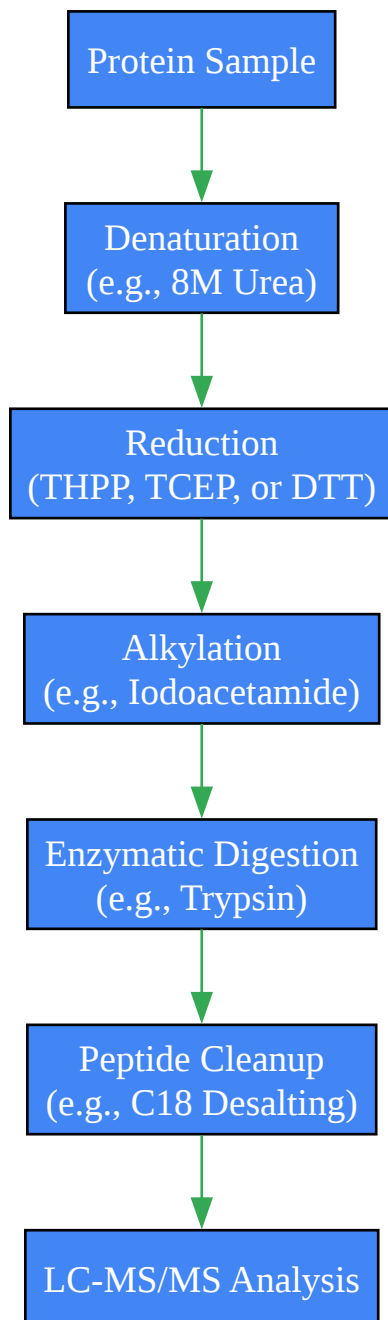 Protein Sample
Denaturation
(e.g., 8M Urea)
Reduction
(THPP, TCEP, or DTT)
Alkylation
(e.g., Iodoacetamide)
Enzymatic Digestion
(e.g., Trypsin)
Peptide Cleanup
(e.g., C18 Desalting)
LC-MS/MS Analysis